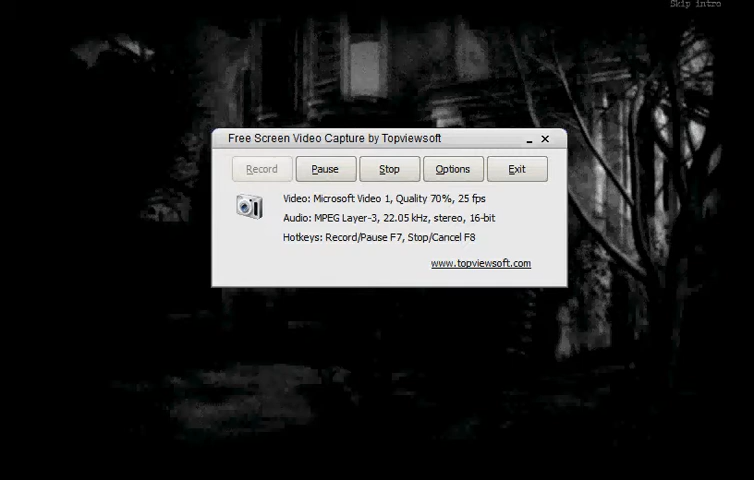 Skip intro
Free Screen Video Capture by Topviewsoft
Record Pause Stop Options Exit
Video: Microsoft Video 1, Quality 70%, 25 fps
Audio: MPEG Layer-3, 22.05 kHz, stereo, 16-bit
Hotkeys: Record/Pause F7, Stop/Cancel F8
www.topviewsoft.com